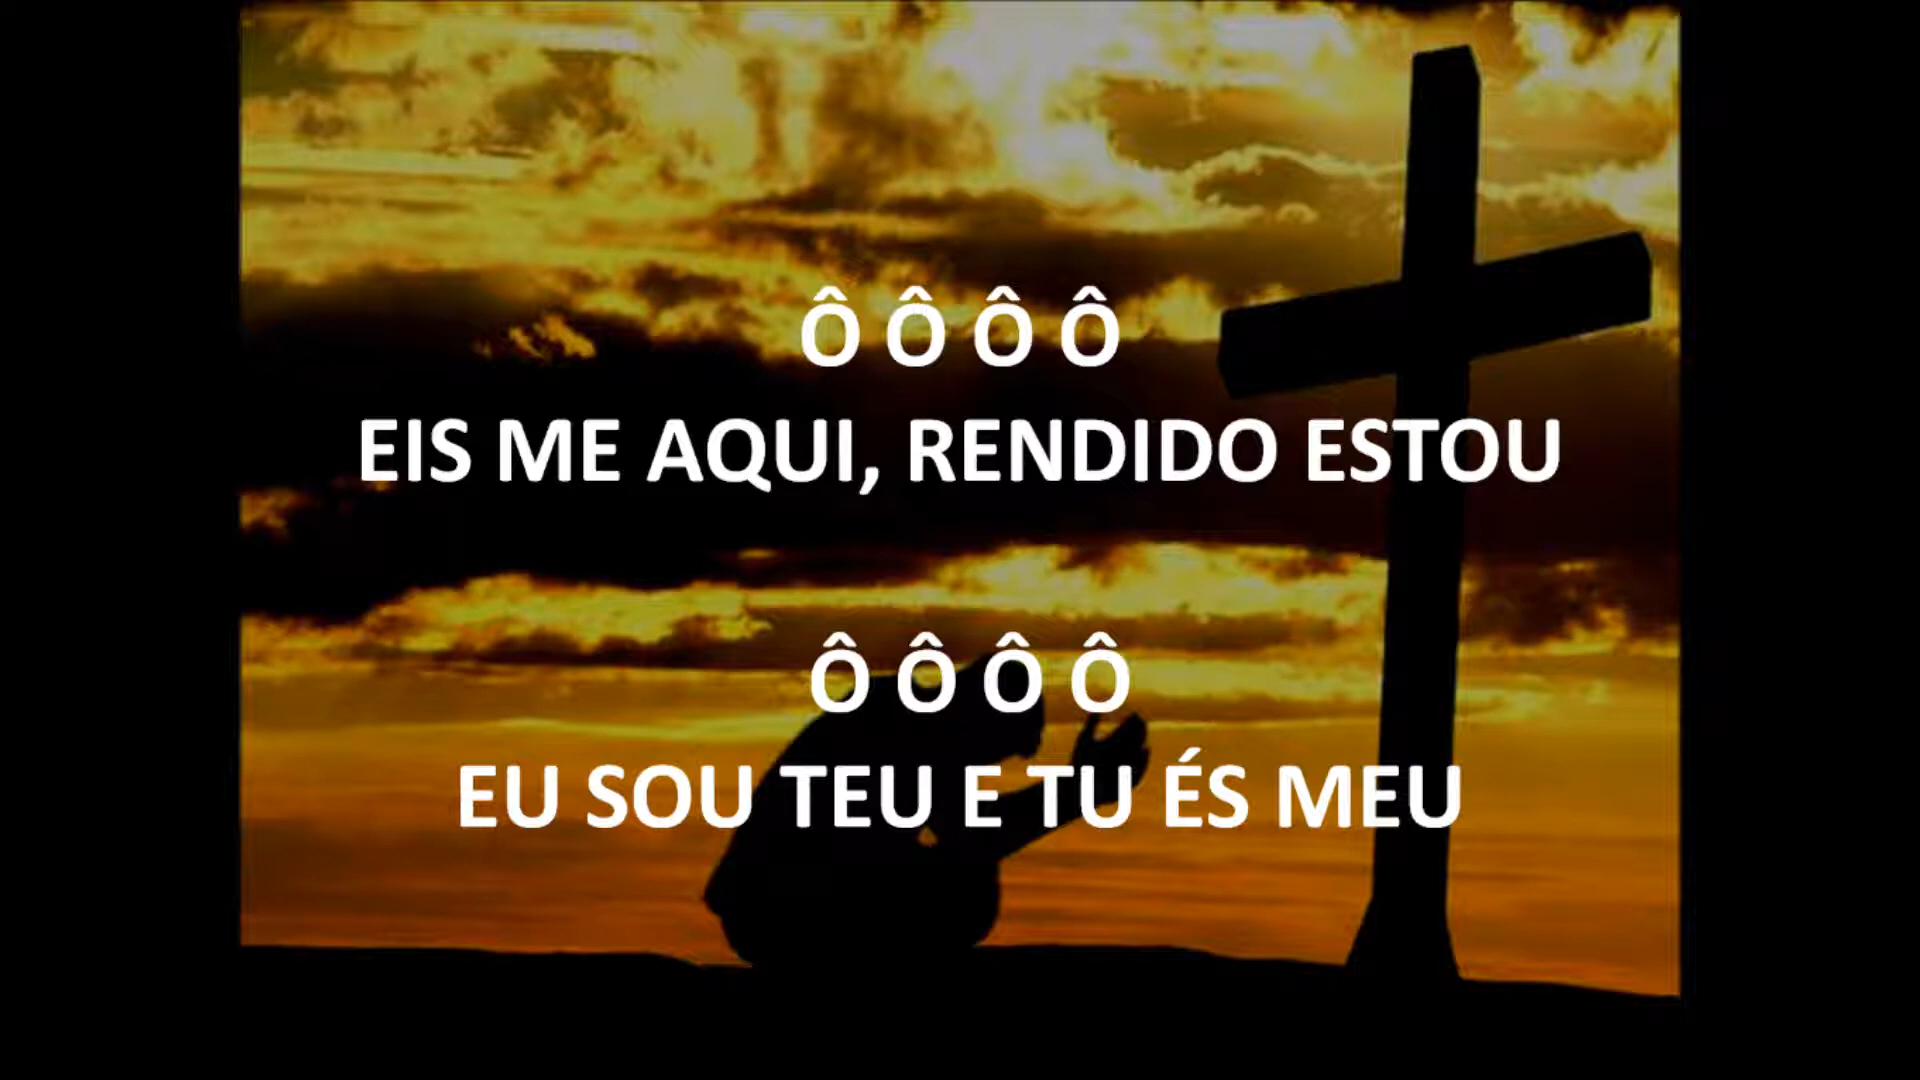 Ô Ô Ô Ô
EIS ME AQUI, RENDIDO ESTOU
Ô Ô Ô Ô
EU SOU TEU E TU ÉS MEU